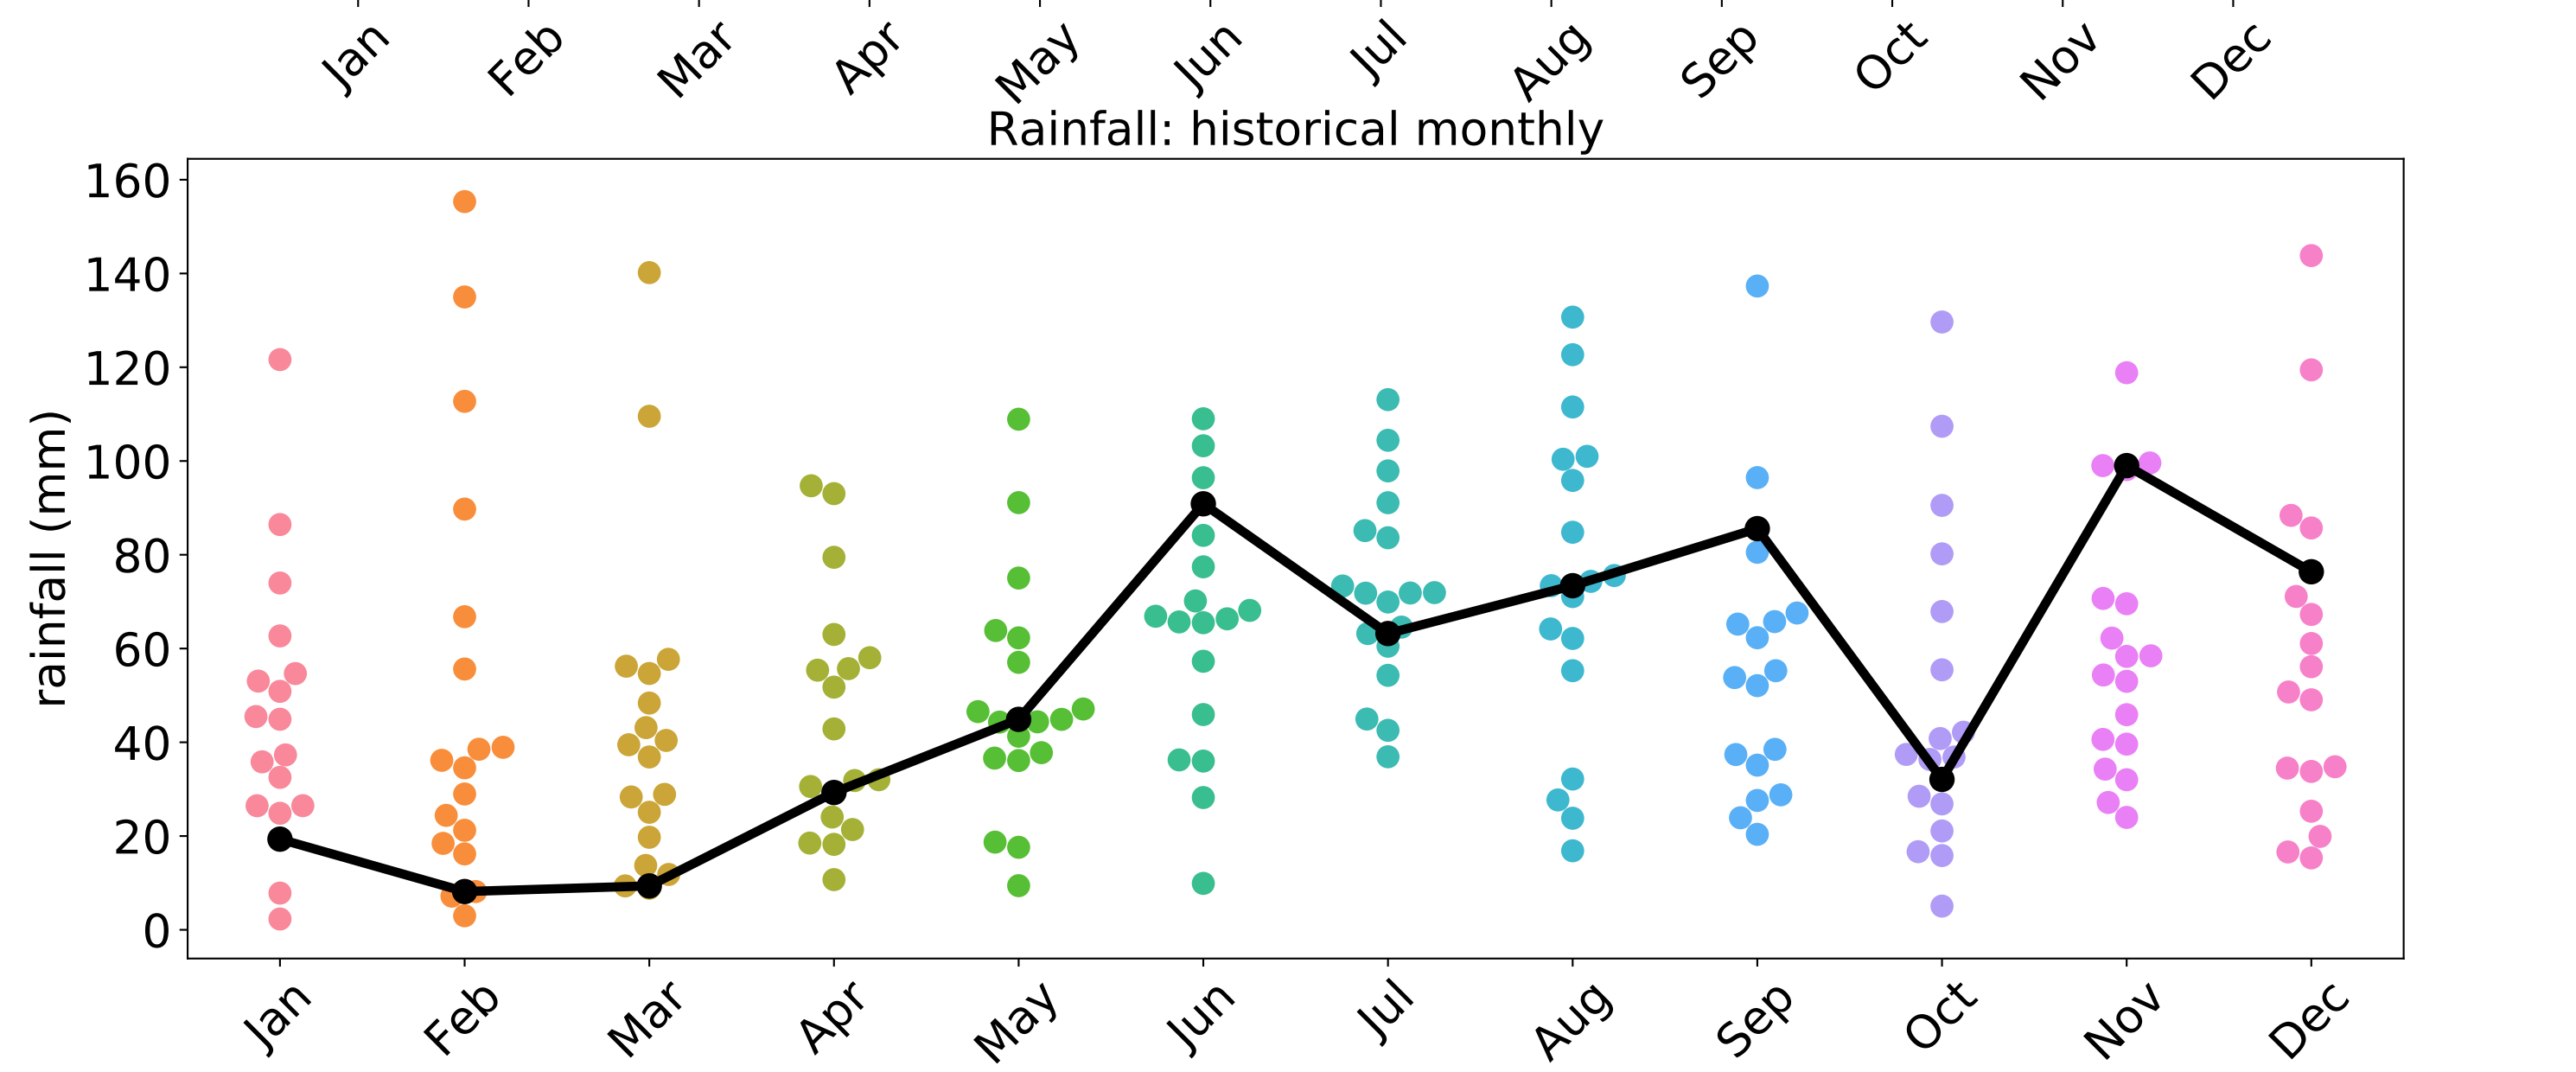 Jan Feb Mar Apr May Jun Jul Aug Sep Oct Nov Dec
Rainfall: historical monthly
160
140
120
100
80
60
40
20
0
rainfall (mm)
Jan Feb Mar Apr May Jun Jul Aug Sep Oct Nov Dec